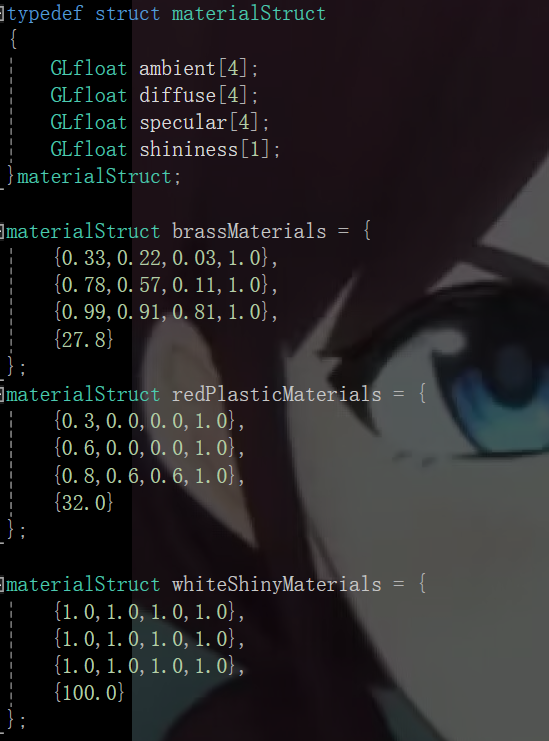 typedef struct materialStruct
{
    GLfloat ambient[4];
    GLfloat diffuse[4];
    GLfloat specular[4];
    GLfloat shininess[1];
}materialStruct;
materialStruct brassMaterials = {
    {0.33,0.22,0.03,1.0},
    {0.78,0.57,0.11,1.0},
    {0.99,0.91,0.81,1.0},
    {27.8}
};
materialStruct redPlasticMaterials = {
    {0.3,0.0,0.0,1.0},
    {0.6,0.0,0.0,1.0},
    {0.8,0.6,0.6,1.0},
    {32.0}
};
materialStruct whiteShinyMaterials = {
    {1.0,1.0,1.0,1.0},
    {1.0,1.0,1.0,1.0},
    {1.0,1.0,1.0,1.0},
    {100.0}
};